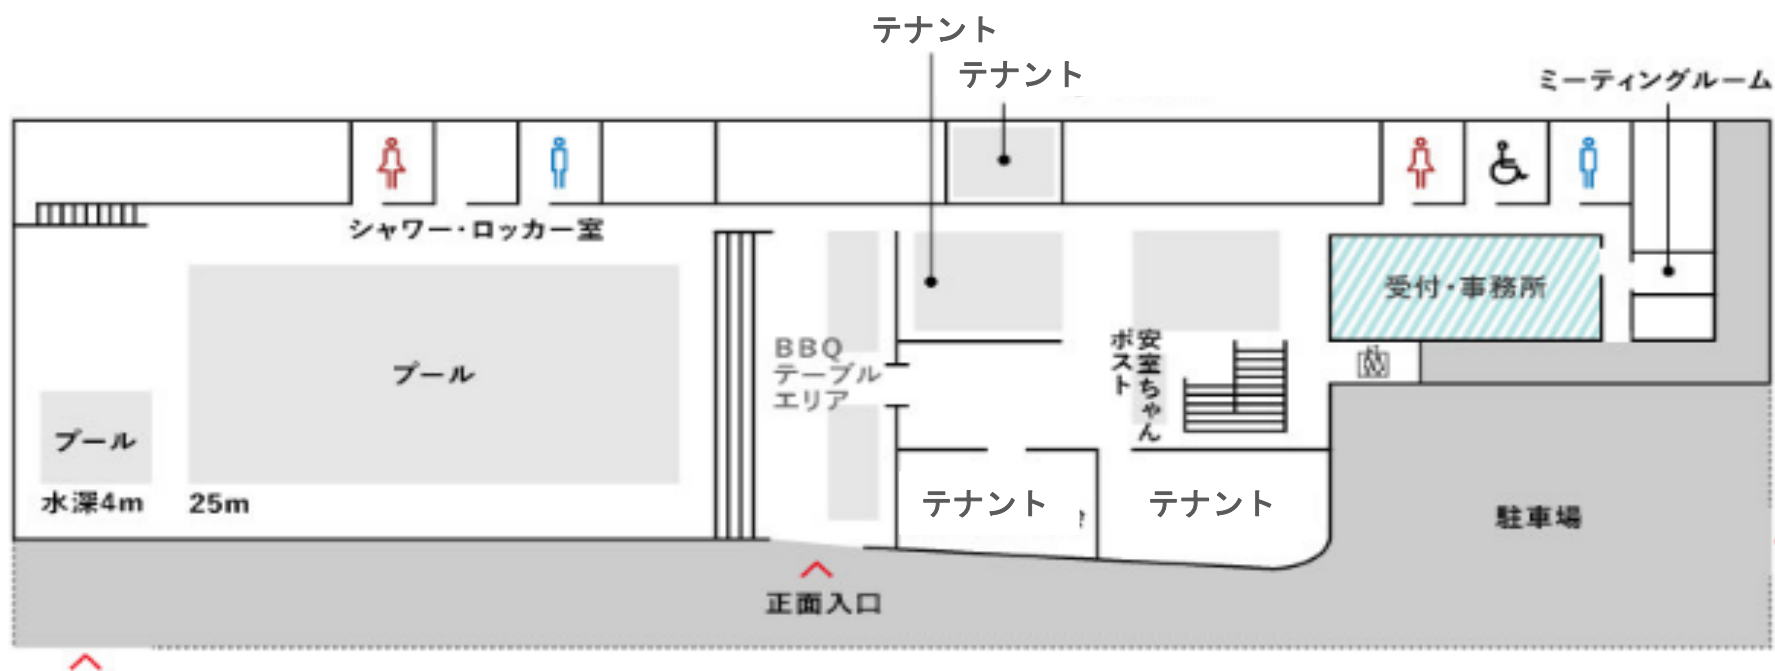 テナント
テナント
ミーティングルーム
シャワー・ロッカー室
受付・事務所
プール
BBQ
テーブル
エリア
安室ちゃん
ポスト
プール
水深4m
25m
テナント
テナント
駐車場
正面入口